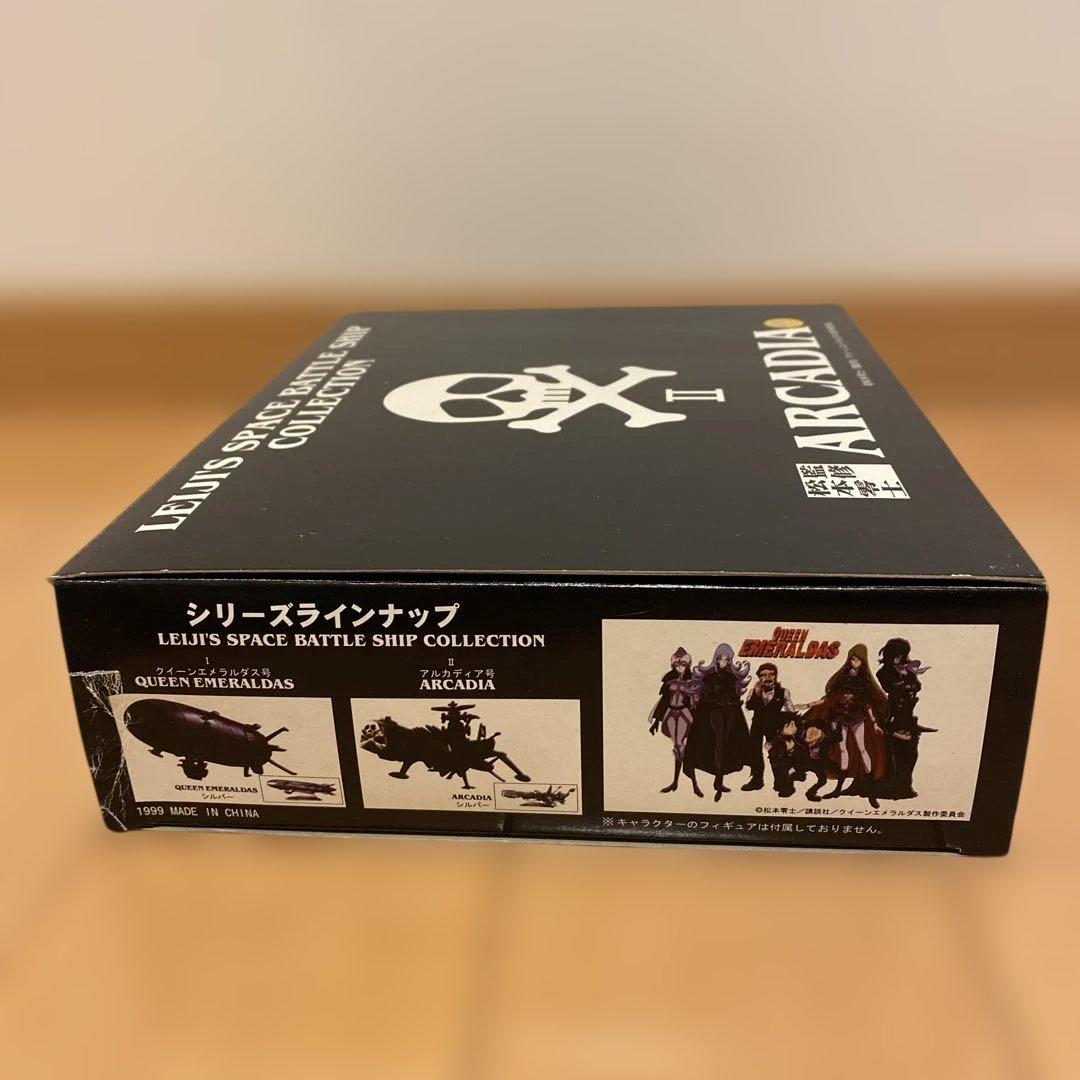 LEIJI'S SPACE BATTLE SHIP
COLLECTION
II
ARCADIA
松本零士
監修
シリーズラインナップ
LEIJI'S SPACE BATTLE SHIP COLLECTION
I
クイーンエメラルダス号
QUEEN EMERALDAS
QUEEN EMERALDAS
シルバー
II
アルカディア号
ARCADIA
ARCADIA
シルバー
1999 MADE IN CHINA
QUEEN
EMERALDAS
©松本零士/講談社/クイーンエメラルダス製作委員会
※キャラクターのフィギュアは付属しておりません。